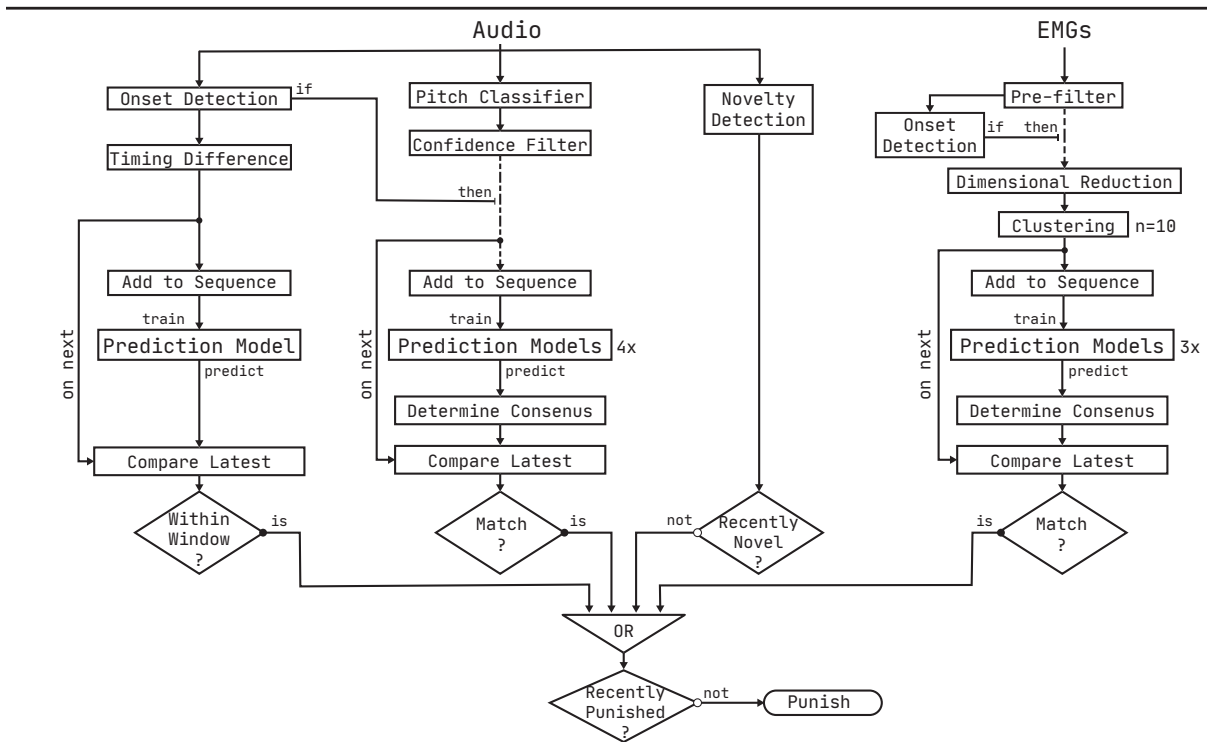 Audio
EMGs
Onset Detection
if
Pitch Classifier
Novelty
Detection
Pre-filter
Onset
Detection
if
then
Timing Difference
Confidence Filter
then
Dimensional Reduction
Clustering
n=10
Add to Sequence
Add to Sequence
Add to Sequence
on next
train
Prediction Model
predict
on next
train
Prediction Models
4x
predict
on next
train
Prediction Models
3x
predict
Determine Consenus
Determine Consenus
Compare Latest
Compare Latest
Compare Latest
Within
Window
?
is
Match
?
is
not
Recently
Novel
?
is
Match
?
OR
Recently
Punished
?
not
Punish